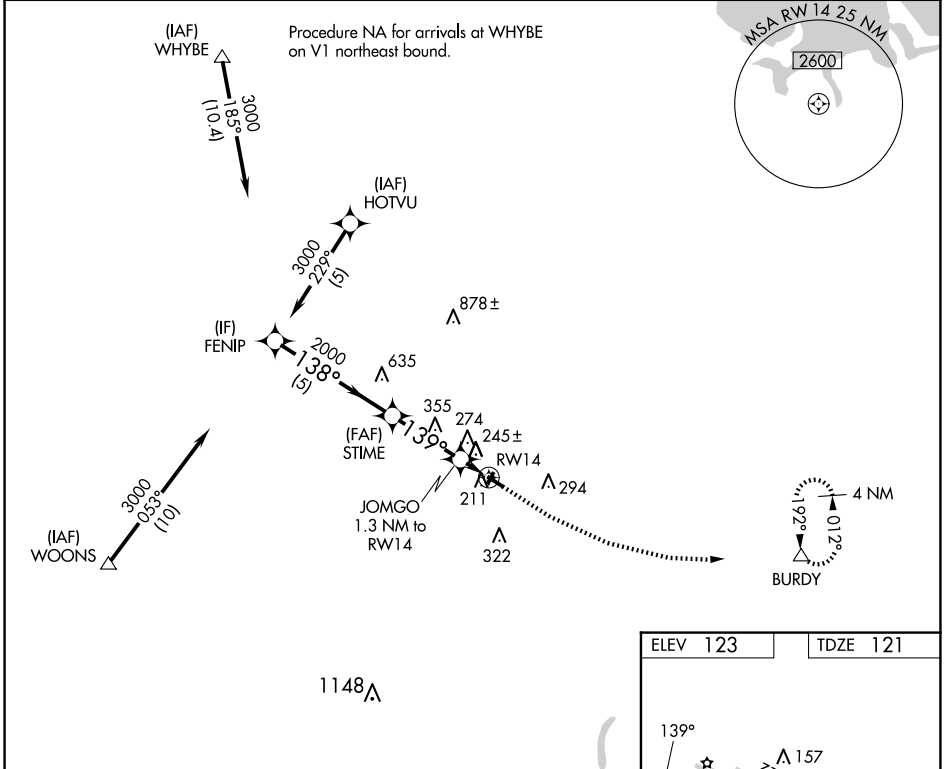 (IAF)
WHYBE
Procedure NA for arrivals at WHYBE
on V1 northeast bound.
MSA RW 14 25 NM
2600
3000
185°
(10.4)
(IAF)
HOTVU
3000
229°
(5)
878±
(IF)
FENIP
2000
138°
(5)
635
(FAF)
STIME
139°
355
274
245±
RW14
211
294
JOMGO
1.3 NM to
RW14
322
3000
053°
(10)
(IAF)
WOONS
4 NM
192°
012°
BURDY
1148
ELEV 123
TDZE 121
139°
157